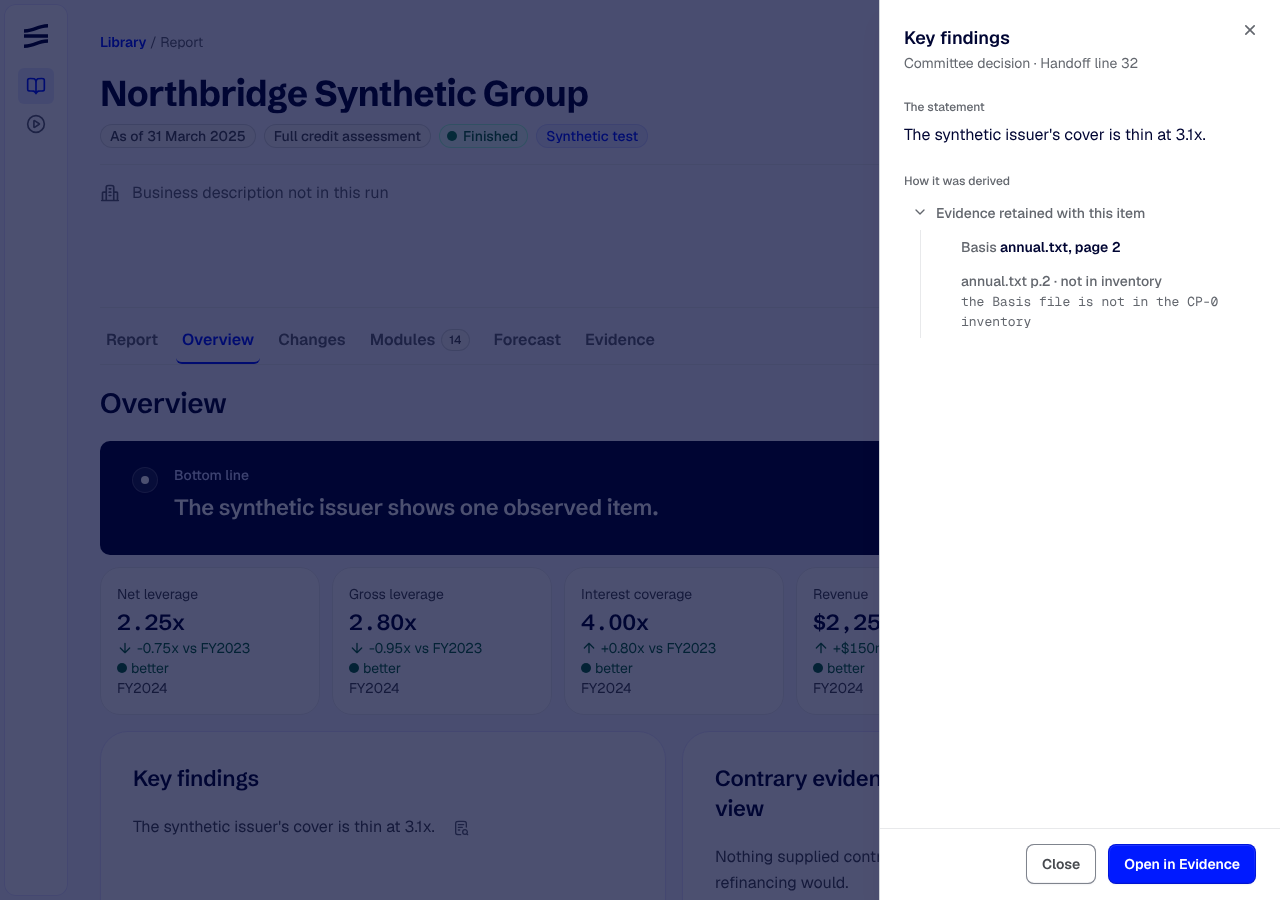 Library / Report
Northbridge Synthetic Group
As of 31 March 2025
Full credit assessment
Finished
Synthetic test
Business description not in this run
Report
Overview
Changes
Modules 14
Forecast
Evidence
Overview
Bottom line
The synthetic issuer shows one observed item.
Net leverage
2.25x
-0.75x vs FY2023
better
FY2024
Gross leverage
2.80x
-0.95x vs FY2023
better
FY2024
Interest coverage
4.00x
+0.80x vs FY2023
better
FY2024
Revenue
$2,25
+$150
better
FY2024
Key findings
The synthetic issuer's cover is thin at 3.1x.
Contrary
view
Nothing supplied
refinancing would.
Key findings
Committee decision · Handoff line 32
The statement
The synthetic issuer's cover is thin at 3.1x.
How it was derived
Evidence retained with this item
Basis annual.txt, page 2
annual.txt p.2 · not in inventory
the Basis file is not in the CP-0
inventory
Close
Open in Evidence